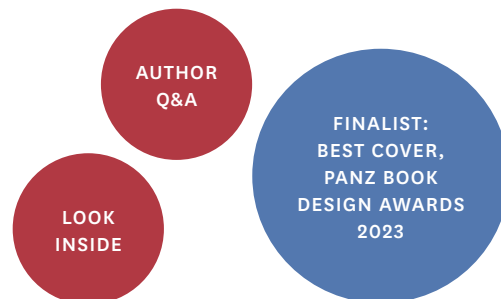 AUTHOR
Q&A
FINALIST:
BEST COVER,
PANZ BOOK
DESIGN AWARDS
2023
LOOK
INSIDE